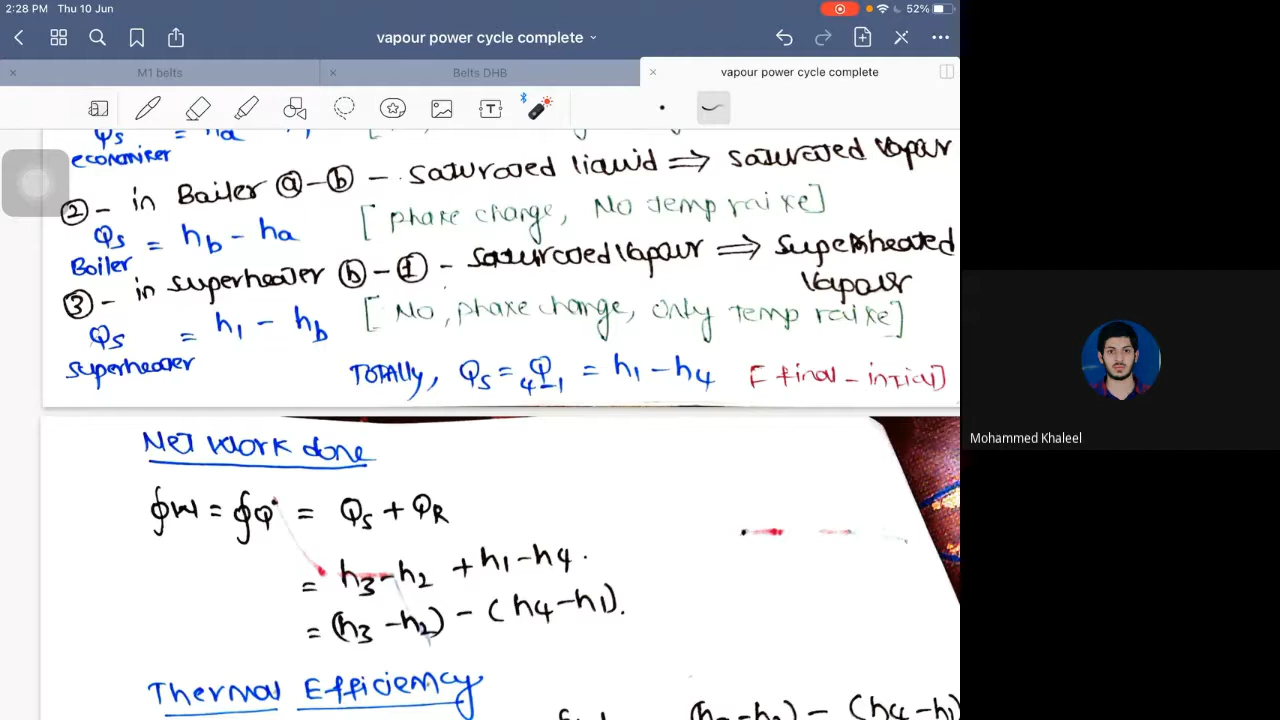 2:28 PM Thu 10 Jun
52%
vapour power cycle complete
M1 belts
Belts DHB
vapour power cycle complete
Qs =
economiser
② - in Boiler ⓐ-ⓑ - saturated liquid ⟹ saturated vapour
Qs = hb - ha [phase change, No temp raise]
Boiler
③ - in superheater ⓑ-① - saturated vapour ⟹ superheated vapour
Qs = h1 - hb [No, phase change, only temp raise]
superheater
TOTALLY, Qs = 4Q1 = h1 - h4 [final - initial]
Net work done
∮W = ∮Q = Qs + QR
= h3 - h2 + h1 - h4.
= (h3 - h2) - (h4 - h1).
Thermal Efficiency
- (h4 - h1)
Mohammed Khaleel